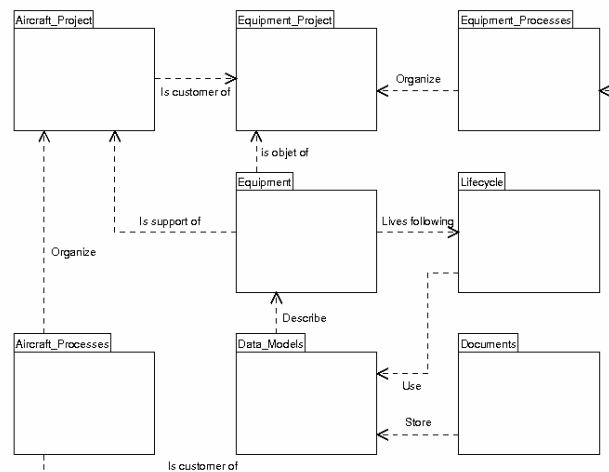 Aircraft_Project
Equipment_Project
Equipment_Processes
Is customer of
Organize
is objet of
Equipment
Lifecycle
Is support of
Lives following
Organize
Describe
Aircraft_Processes
Data_Models
Documents
Use
Store
Is customer of